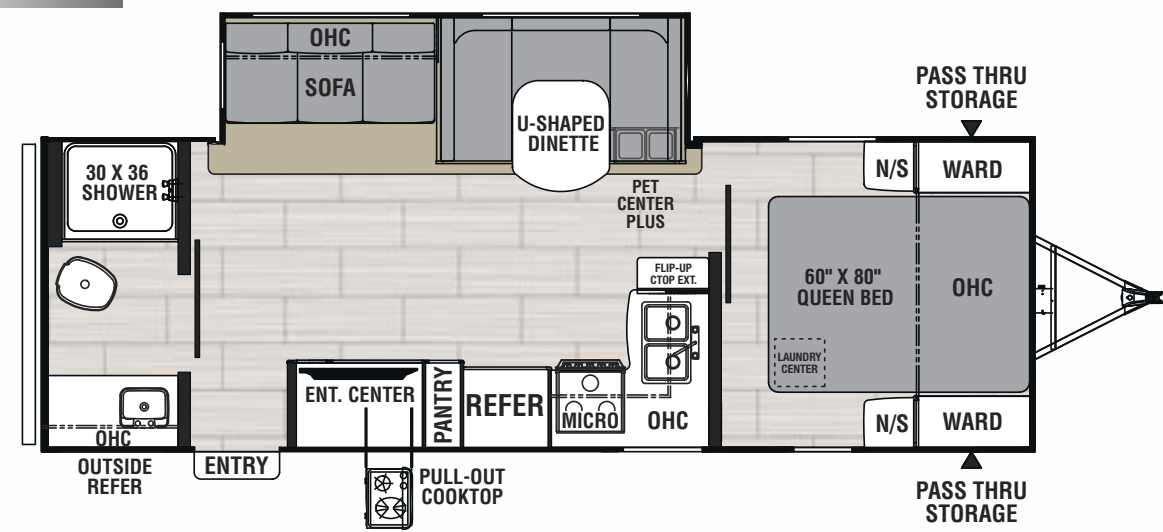 OHC
SOFA
U-SHAPED
DINETTE
PASS THRU
STORAGE
30 X 36
SHOWER
PET
CENTER
PLUS
N/S
WARD
FLIP-UP
CTOP EXT.
60" X 80"
QUEEN BED
OHC
LAUNDRY
CENTER
ENT. CENTER
PANTRY
REFER
MICRO
OHC
N/S
WARD
OHC
OUTSIDE
REFER
ENTRY
PULL-OUT
COOKTOP
PASS THRU
STORAGE